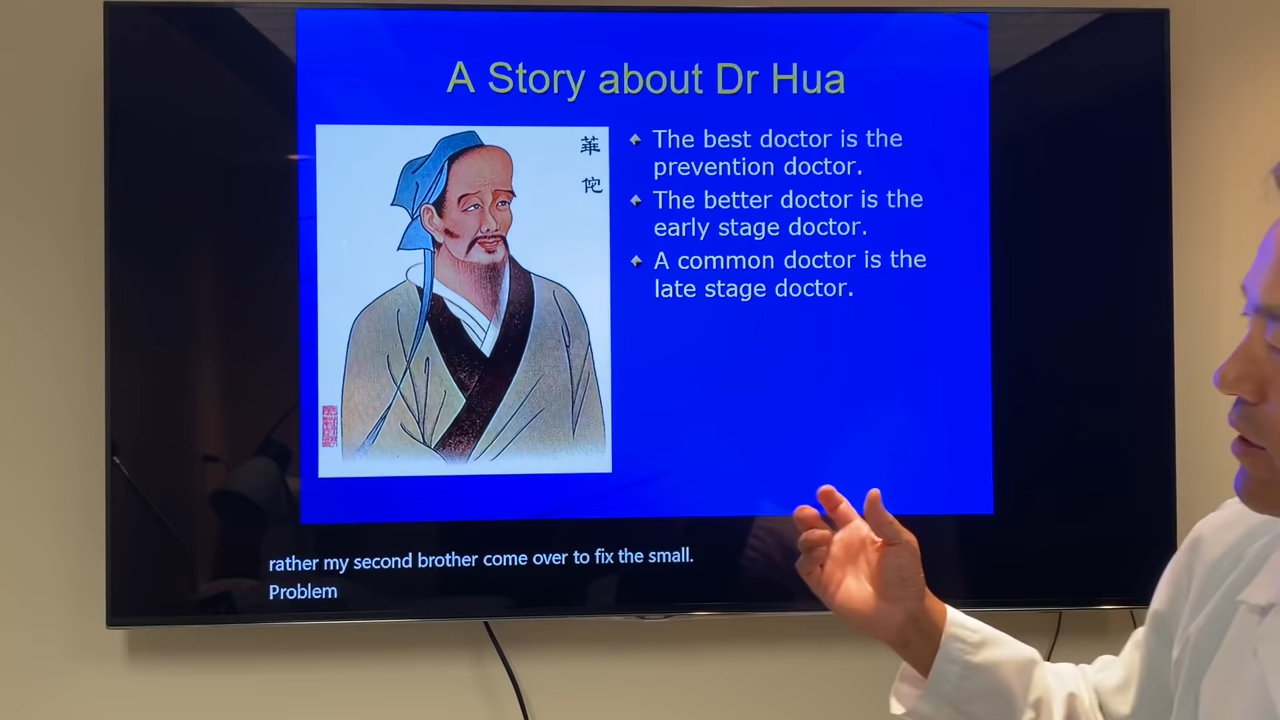 A Story about Dr Hua
華
佗
The best doctor is the
prevention doctor.
The better doctor is the
early stage doctor.
A common doctor is the
late stage doctor.
rather my second brother come over to fix the small.
Problem